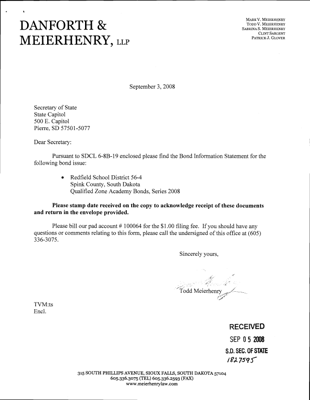 DANFORTH &
MEIERHENRY, LLP
MARK V. MEIERHENRY
TODD V. MEIERHENRY
SABRINA S. MEIERHENRY
CLINT SARGENT
PATRICK J. GLOVER
September 3, 2008
Secretary of State
State Capitol
500 E. Capitol
Pierre, SD 57501-5077
Dear Secretary:
Pursuant to SDCL 6-8B-19 enclosed please find the Bond Information Statement for the
following bond issue:
• Redfield School District 56-4
Spink County, South Dakota
Qualified Zone Academy Bonds, Series 2008
Please stamp date received on the copy to acknowledge receipt of these documents
and return in the envelope provided.
Please bill our pad account # 100064 for the $1.00 filing fee. If you should have any
questions or comments relating to this form, please call the undersigned of this office at (605)
336-3075.
Sincerely yours,
Todd Meierhenry
TVM:ts
Encl.
RECEIVED
SEP 05 2008
S.D. SEC. OF STATE
1827595
315 SOUTH PHILLIPS AVENUE, SIOUX FALLS, SOUTH DAKOTA 57104
605.336.3075 (TEL) 605.336.2593 (FAX)
www.meierhenrylaw.com